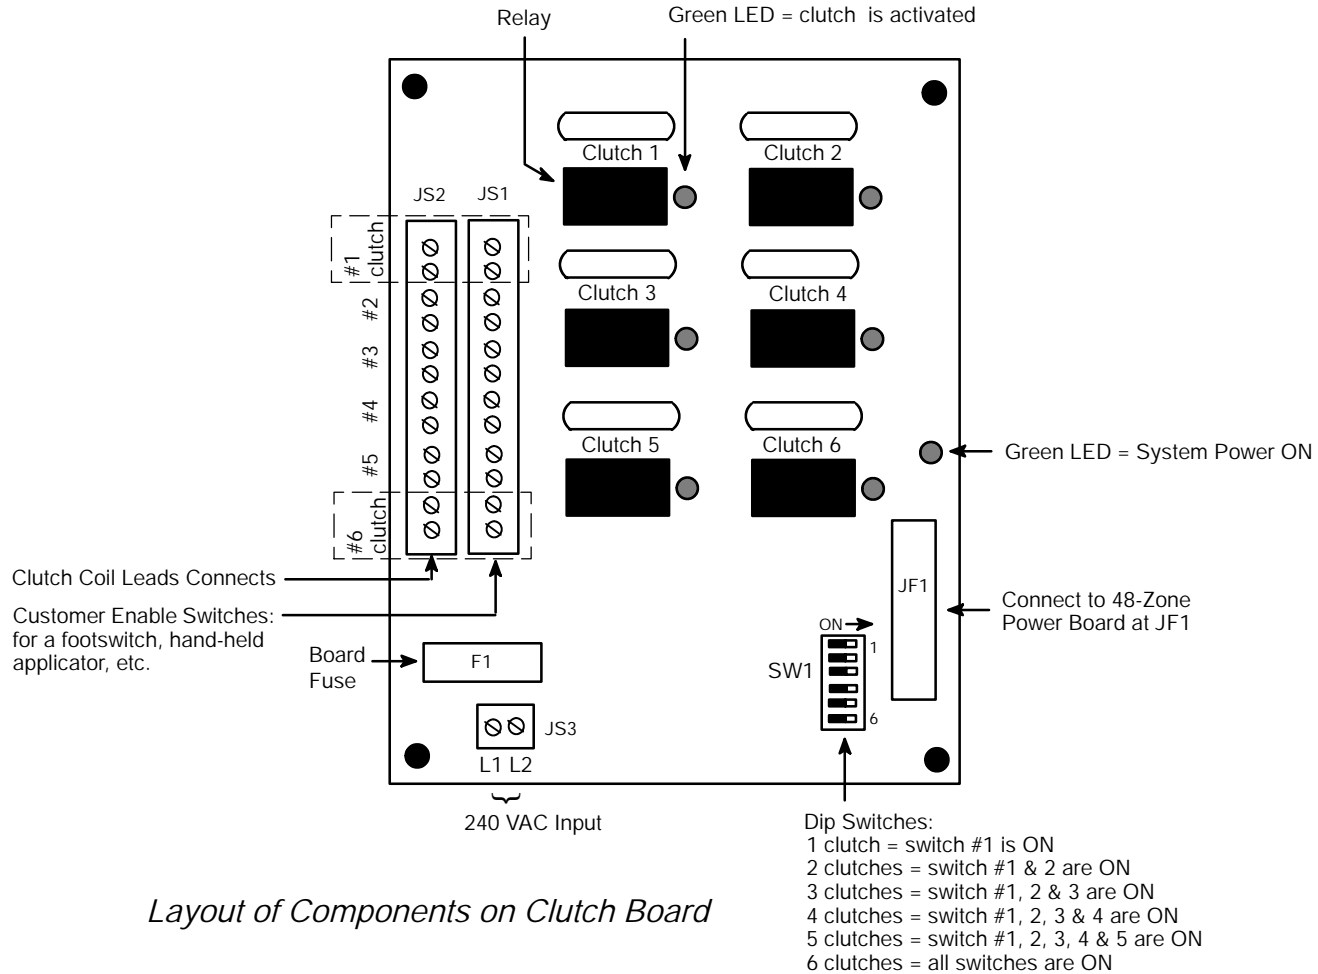 Relay
Green LED = clutch is activated
Clutch 1
Clutch 2
JS2
JS1
#1
clutch
#2
#3
#4
#5
#6
clutch
Clutch 3
Clutch 4
Clutch 5
Clutch 6
Green LED = System Power ON
Clutch Coil Leads Connects
Customer Enable Switches:
for a footswitch, hand-held
applicator, etc.
JF1
Connect to 48-Zone
Power Board at JF1
ON
1
SW1
6
Board
Fuse
F1
JS3
L1 L2
240 VAC Input
Dip Switches:
1 clutch = switch #1 is ON
2 clutches = switch #1 & 2 are ON
3 clutches = switch #1, 2 & 3 are ON
4 clutches = switch #1, 2, 3 & 4 are ON
5 clutches = switch #1, 2, 3, 4 & 5 are ON
6 clutches = all switches are ON
Layout of Components on Clutch Board